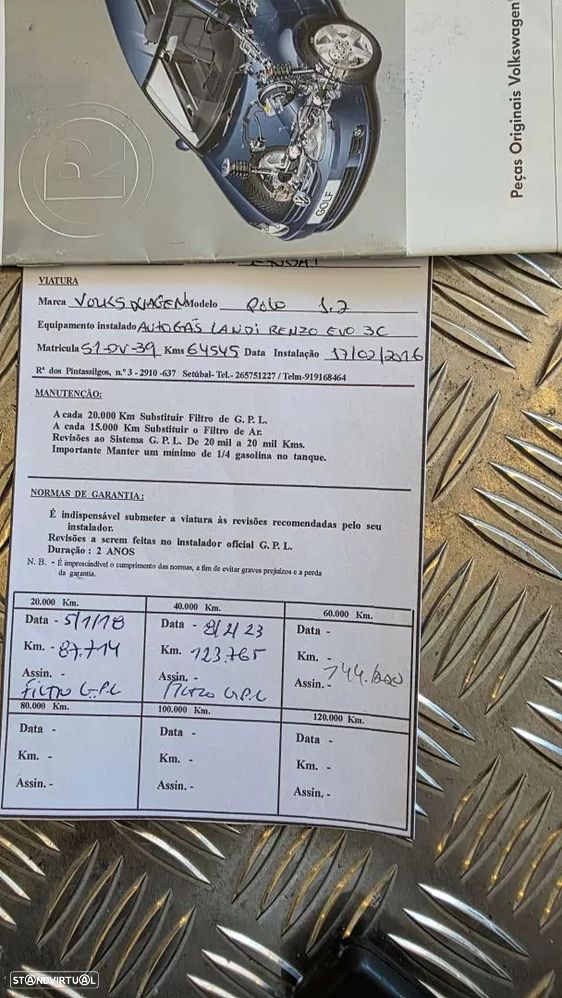 Peças Originais Volkswagen
GOLF
R
VIATURA
Marca VOLKSWAGEN Modelo Polo 1.2
Equipamento instalado AUTOGÁS LANDI RENZO EVO 3C
Matricula 51-OV-39 Kms 64545 Data Instalação 17/02/2016
Rª dos Pintassilgos, n.º 3 - 2910 -637 Setúbal- Tel.- 265751227 / Telm-919168464
MANUTENÇÃO:
A cada 20.000 Km Substituir Filtro de G. P. L.
A cada 15.000 Km Substituir o Filtro de Ar.
Revisões ao Sistema G. P. L. De 20 mil a 20 mil Kms.
Importante Manter um mínimo de 1/4 gasolina no tanque.
NORMAS DE GARANTIA:
É indispensável submeter a viatura às revisões recomendadas pelo seu
instalador.
Revisões a serem feitas no instalador oficial G. P. L.
Duração : 2 ANOS
N. B. - É imprescindível o cumprimento das normas, a fim de evitar graves prejuízos e a perda
da garantia.
20.000 Km.
Data - 5/1/18
Km. - 87.714
Assin. -
Filtro G.P.L
40.000 Km.
Data - 8/2/23
Km. 123.765
Assin. -
Filtro G.P.L
60.000 Km.
Data -
Km. -
Assin. - 144.000
80.000 Km.
Data -
Km. -
Assin. -
100.000 Km.
Data -
Km. -
Assin. -
120.000 Km.
Data -
Km. -
Assin. -
STANDVIRTUAL